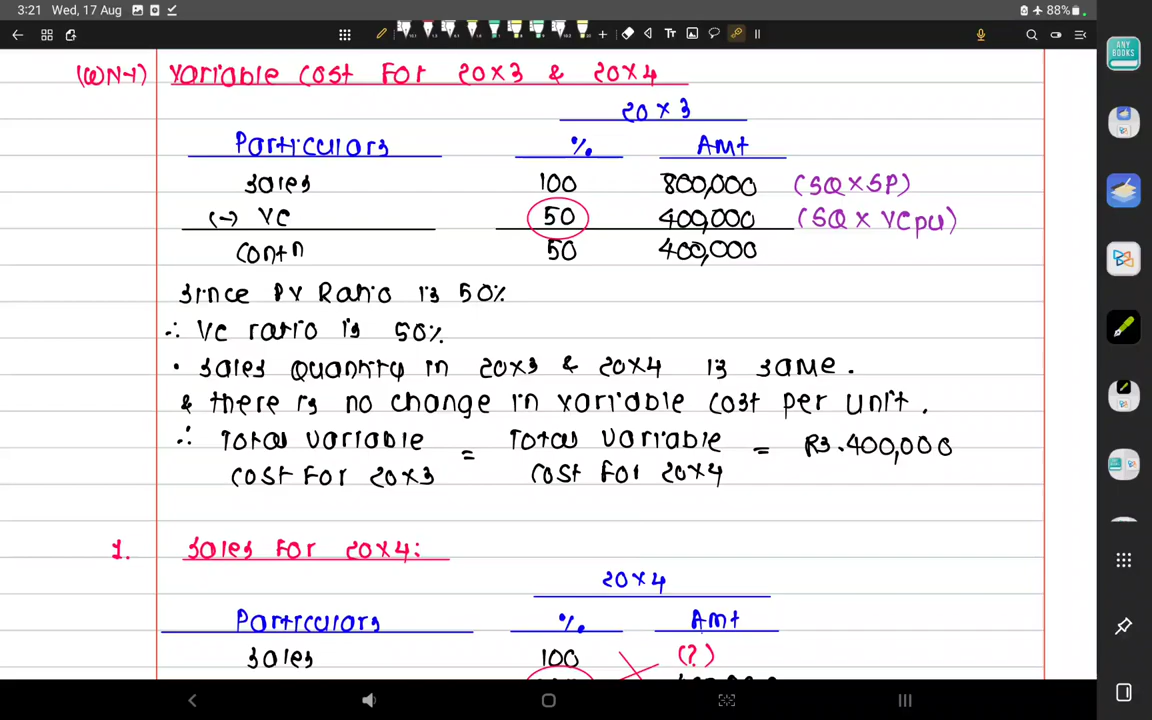 3:21 Wed, 17 Aug 88%
(WN-1) Variable Cost For 20X3 & 20X4
20X3
Particulars % Amt
Sales 100 800,000 (SQ X SP)
(-) VC 50 400,000 (SQ X VCPU)
Contn 50 400,000
Since PV Ratio is 50%
∴ VC ratio is 50%
• Sales Quantity in 20X3 & 20X4 is same.
& there is no change in variable cost per unit.
∴ Total variable cost for 20X3 = Total variable cost for 20X4 = Rs. 400,000
1. Sales For 20X4:
20X4
Particulars % Amt
Sales 100 (?)
ANY BOOKS